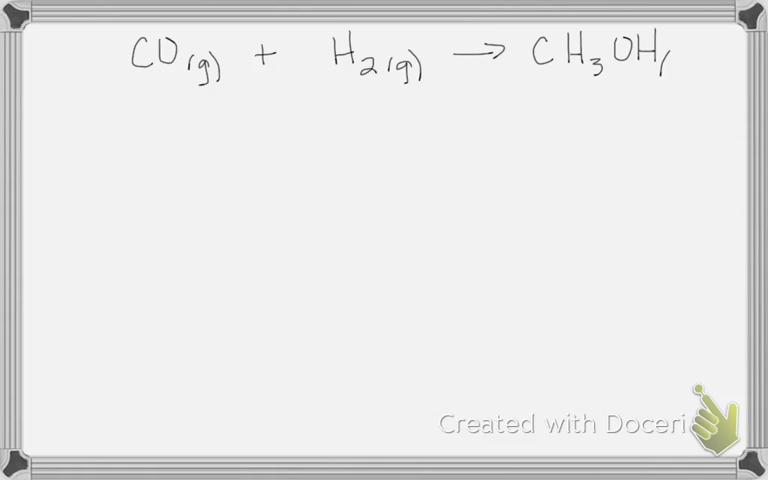 CO(g) + H2(g) → CH3OH(
Created with Doceri